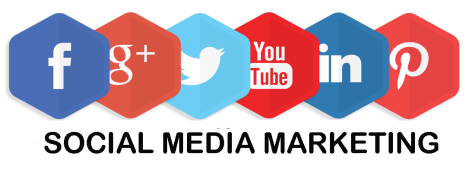 f g+ You in p
Tube
SOCIAL MEDIA MARKETING